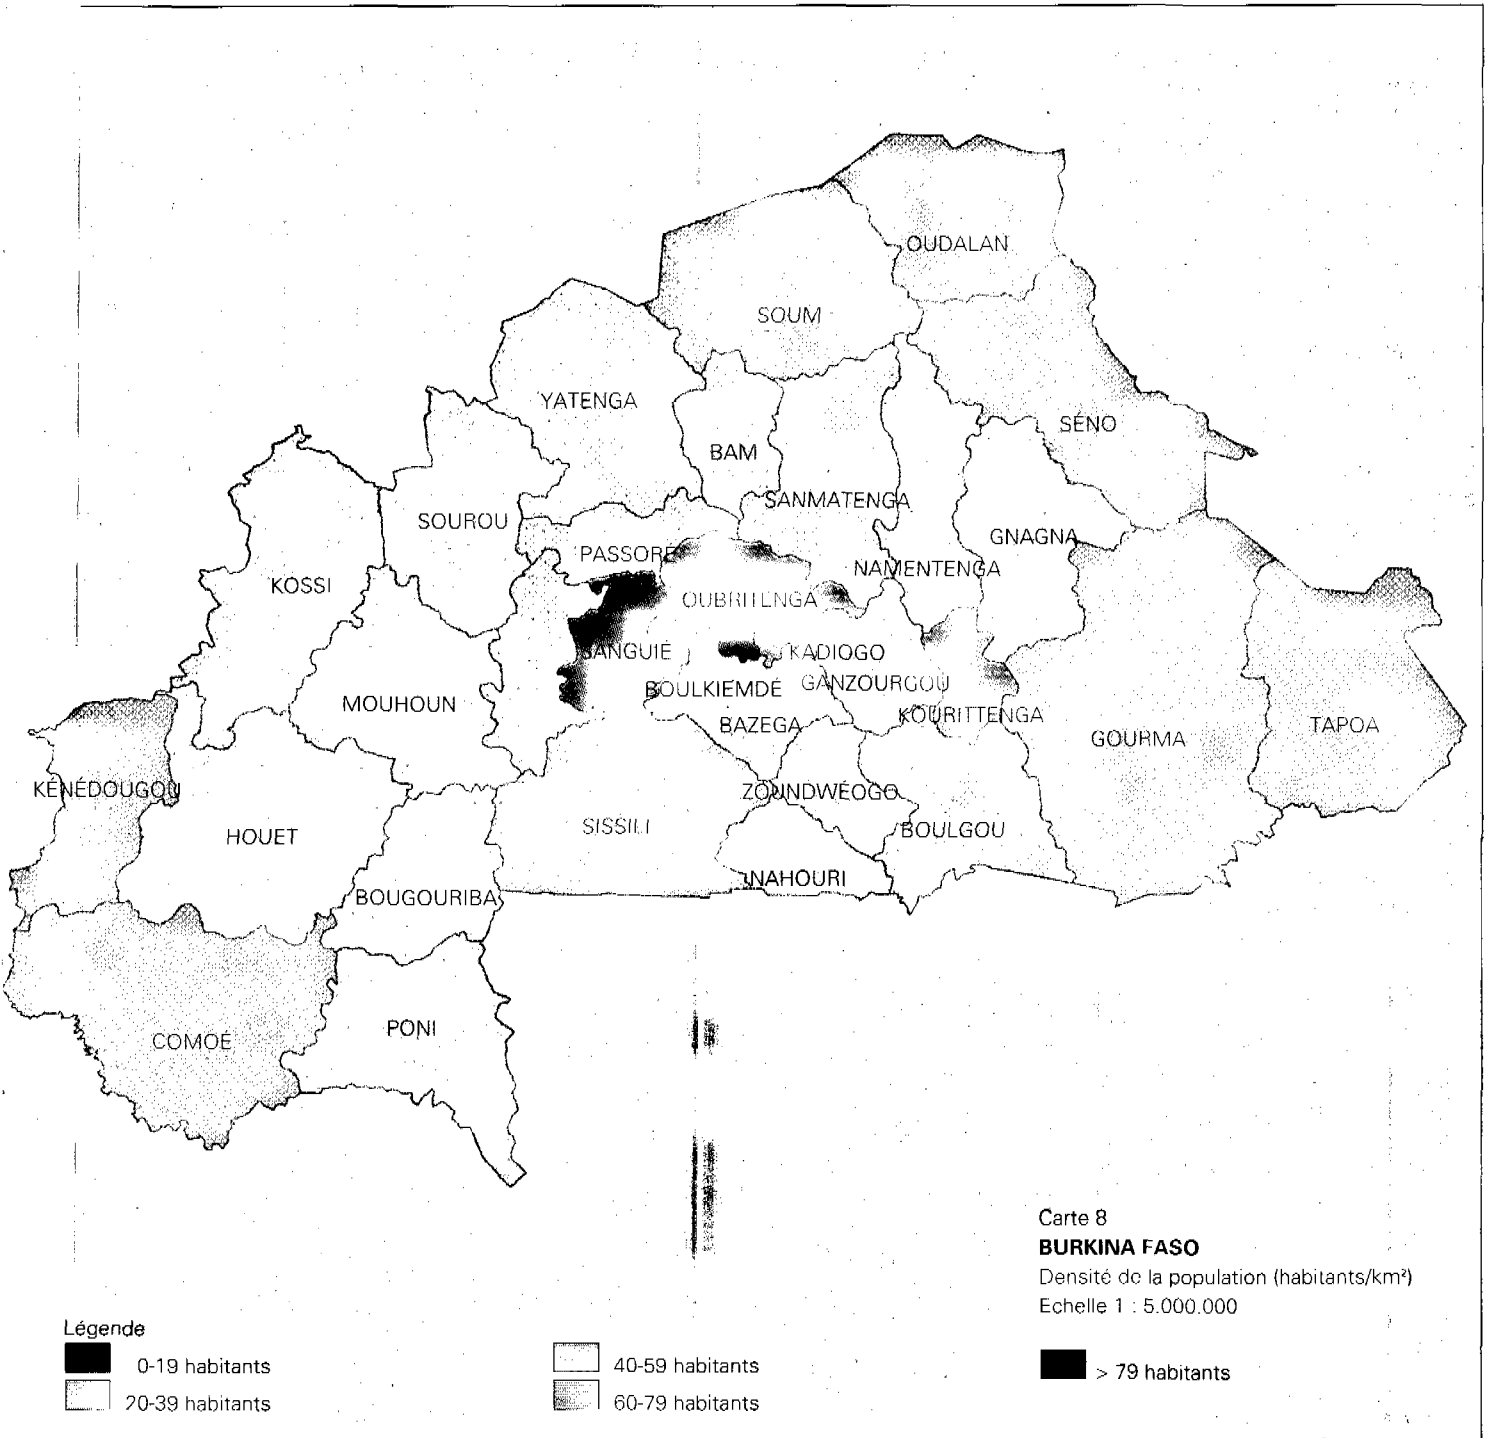 OUDALAN
SOUM
YATENGA
SÉNO
BAM
SANMATENGA
SOUROU
GNAGNA
PASSORE
NAMENTENGA
KOSSI
OUBRITENGA
SANGUIÉ
KADIOGO
BOULKIEMDÉ
GANZOURGOU
MOUHOUN
KOURITTENGA
BAZEGA
TAPOA
GOURMA
KÉNÉDOUGOU
ZOUNDWÉOGO
SISSILI
BOULGOU
HOUET
NAHOURI
BOUGOURIBA
PONI
COMOÉ
Carte 8
BURKINA FASO
Densité de la population (habitants/km²)
Echelle 1 : 5.000.000
Légende
0-19 habitants
20-39 habitants
40-59 habitants
60-79 habitants
> 79 habitants